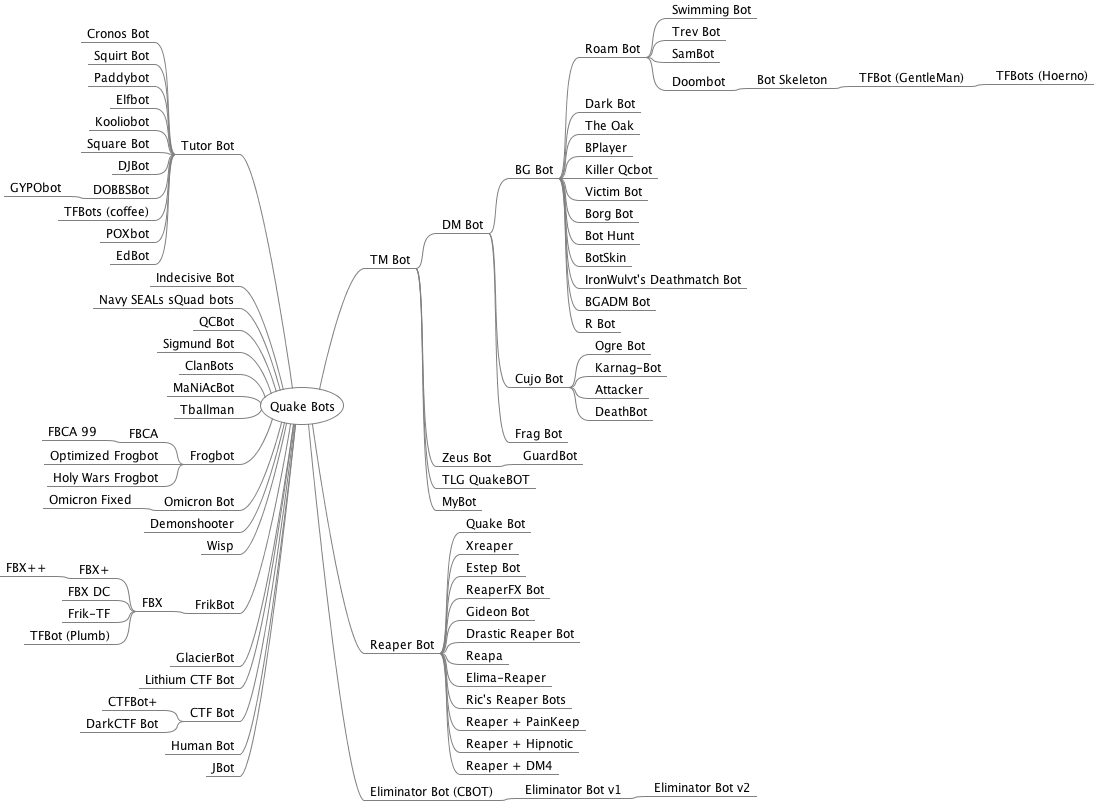 Quake Bots
Tutor Bot
Cronos Bot
Squirt Bot
Paddybot
Elfbot
Kooliobot
Square Bot
DJBot
DOBBSBot
GYPObot
TFBots (coffee)
POXbot
EdBot
Indecisive Bot
Navy SEALs sQuad bots
QCBot
Sigmund Bot
ClanBots
MaNiAcBot
Tballman
Frogbot
FBCA
FBCA 99
Optimized Frogbot
Holy Wars Frogbot
Omicron Bot
Omicron Fixed
Demonshooter
Wisp
FrikBot
FBX
FBX+
FBX++
FBX DC
Frik-TF
TFBot (Plumb)
GlacierBot
Lithium CTF Bot
CTF Bot
CTFBot+
DarkCTF Bot
Human Bot
JBot
TM Bot
DM Bot
BG Bot
Roam Bot
Swimming Bot
Trev Bot
SamBot
Doombot
Bot Skeleton
TFBot (GentleMan)
TFBots (Hoerno)
Dark Bot
The Oak
BPlayer
Killer Qcbot
Victim Bot
Borg Bot
Bot Hunt
BotSkin
IronWulvt's Deathmatch Bot
BGADM Bot
R Bot
Cujo Bot
Ogre Bot
Karnag-Bot
Attacker
DeathBot
Frag Bot
Zeus Bot
GuardBot
TLG QuakeBOT
MyBot
Reaper Bot
Quake Bot
Xreaper
Estep Bot
ReaperFX Bot
Gideon Bot
Drastic Reaper Bot
Reapa
Elima-Reaper
Ric's Reaper Bots
Reaper + PainKeep
Reaper + Hipnotic
Reaper + DM4
Eliminator Bot (CBOT)
Eliminator Bot v1
Eliminator Bot v2